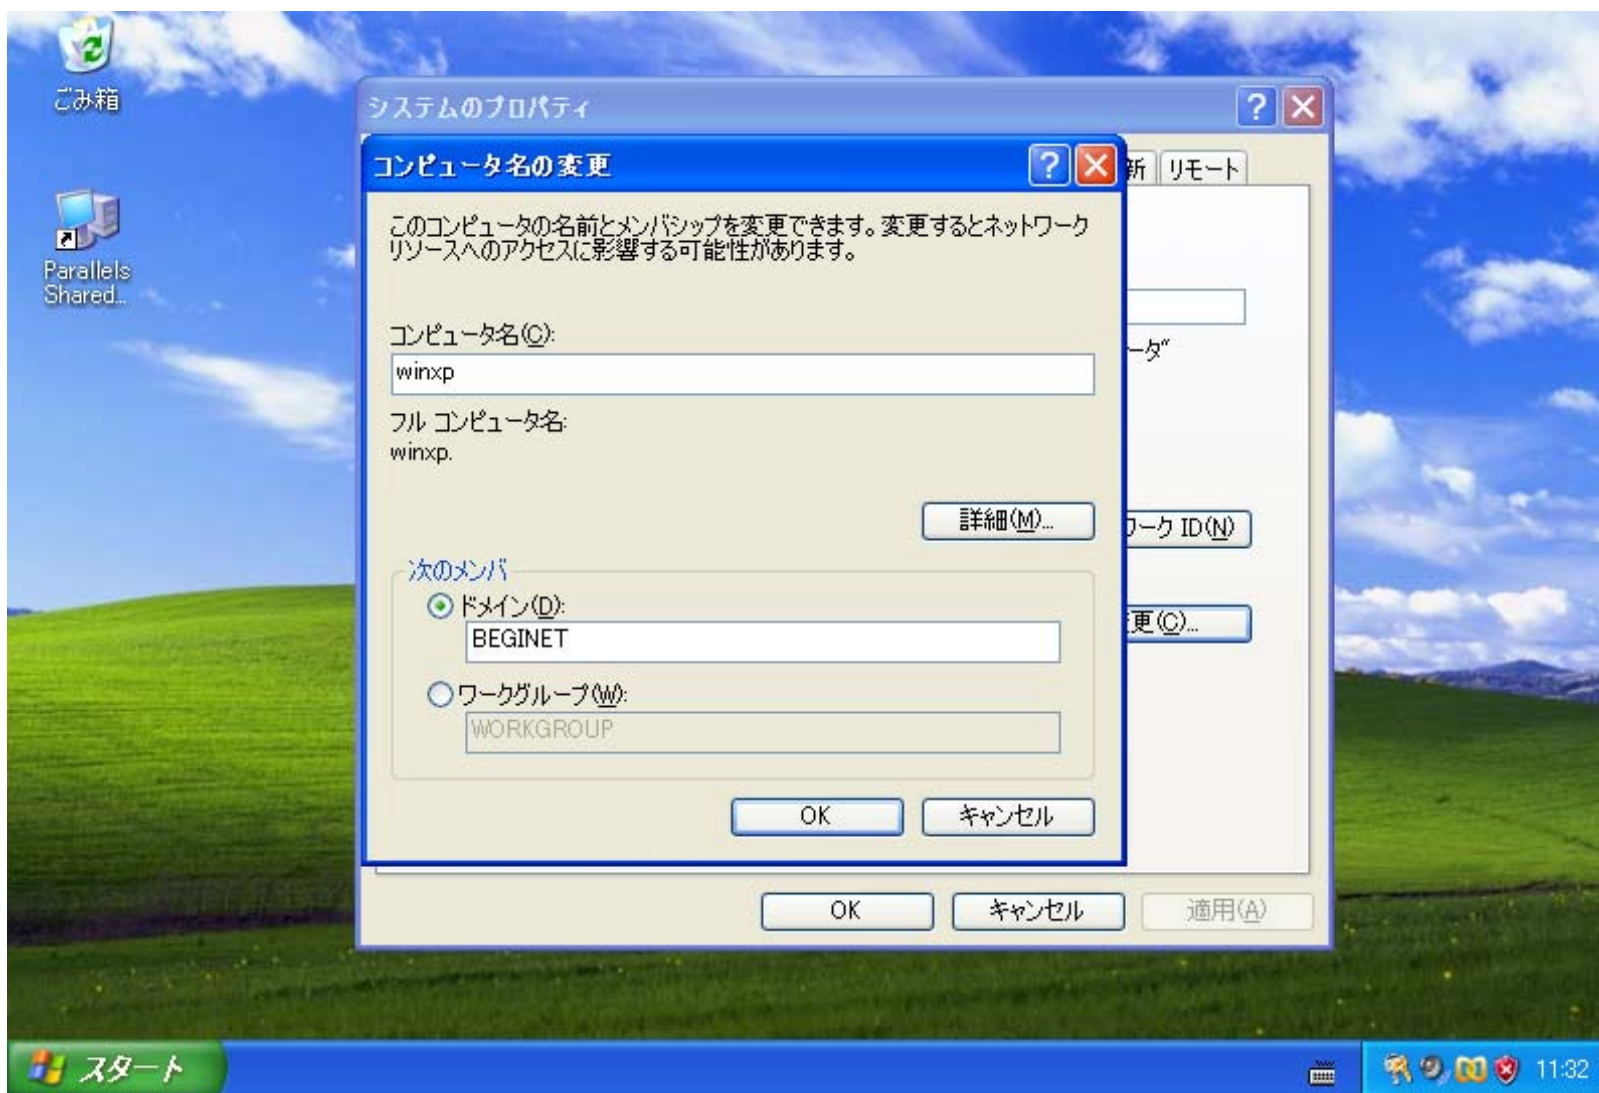 ごみ箱
Parallels
Shared...
システムのプロパティ
コンピュータ名の変更
新
リモート
このコンピュータの名前とメンバシップを変更できます。変更するとネットワーク
リソースへのアクセスに影響する可能性があります。
コンピュータ名(C):
winxp
ータ
フル コンピュータ名:
winxp.
詳細(M)...
ワーク ID(N)
次のメンバ
ドメイン(D):
BEGINET
更(C)...
ワークグループ(W):
WORKGROUP
OK
キャンセル
OK
キャンセル
適用(A)
スタート
11:32